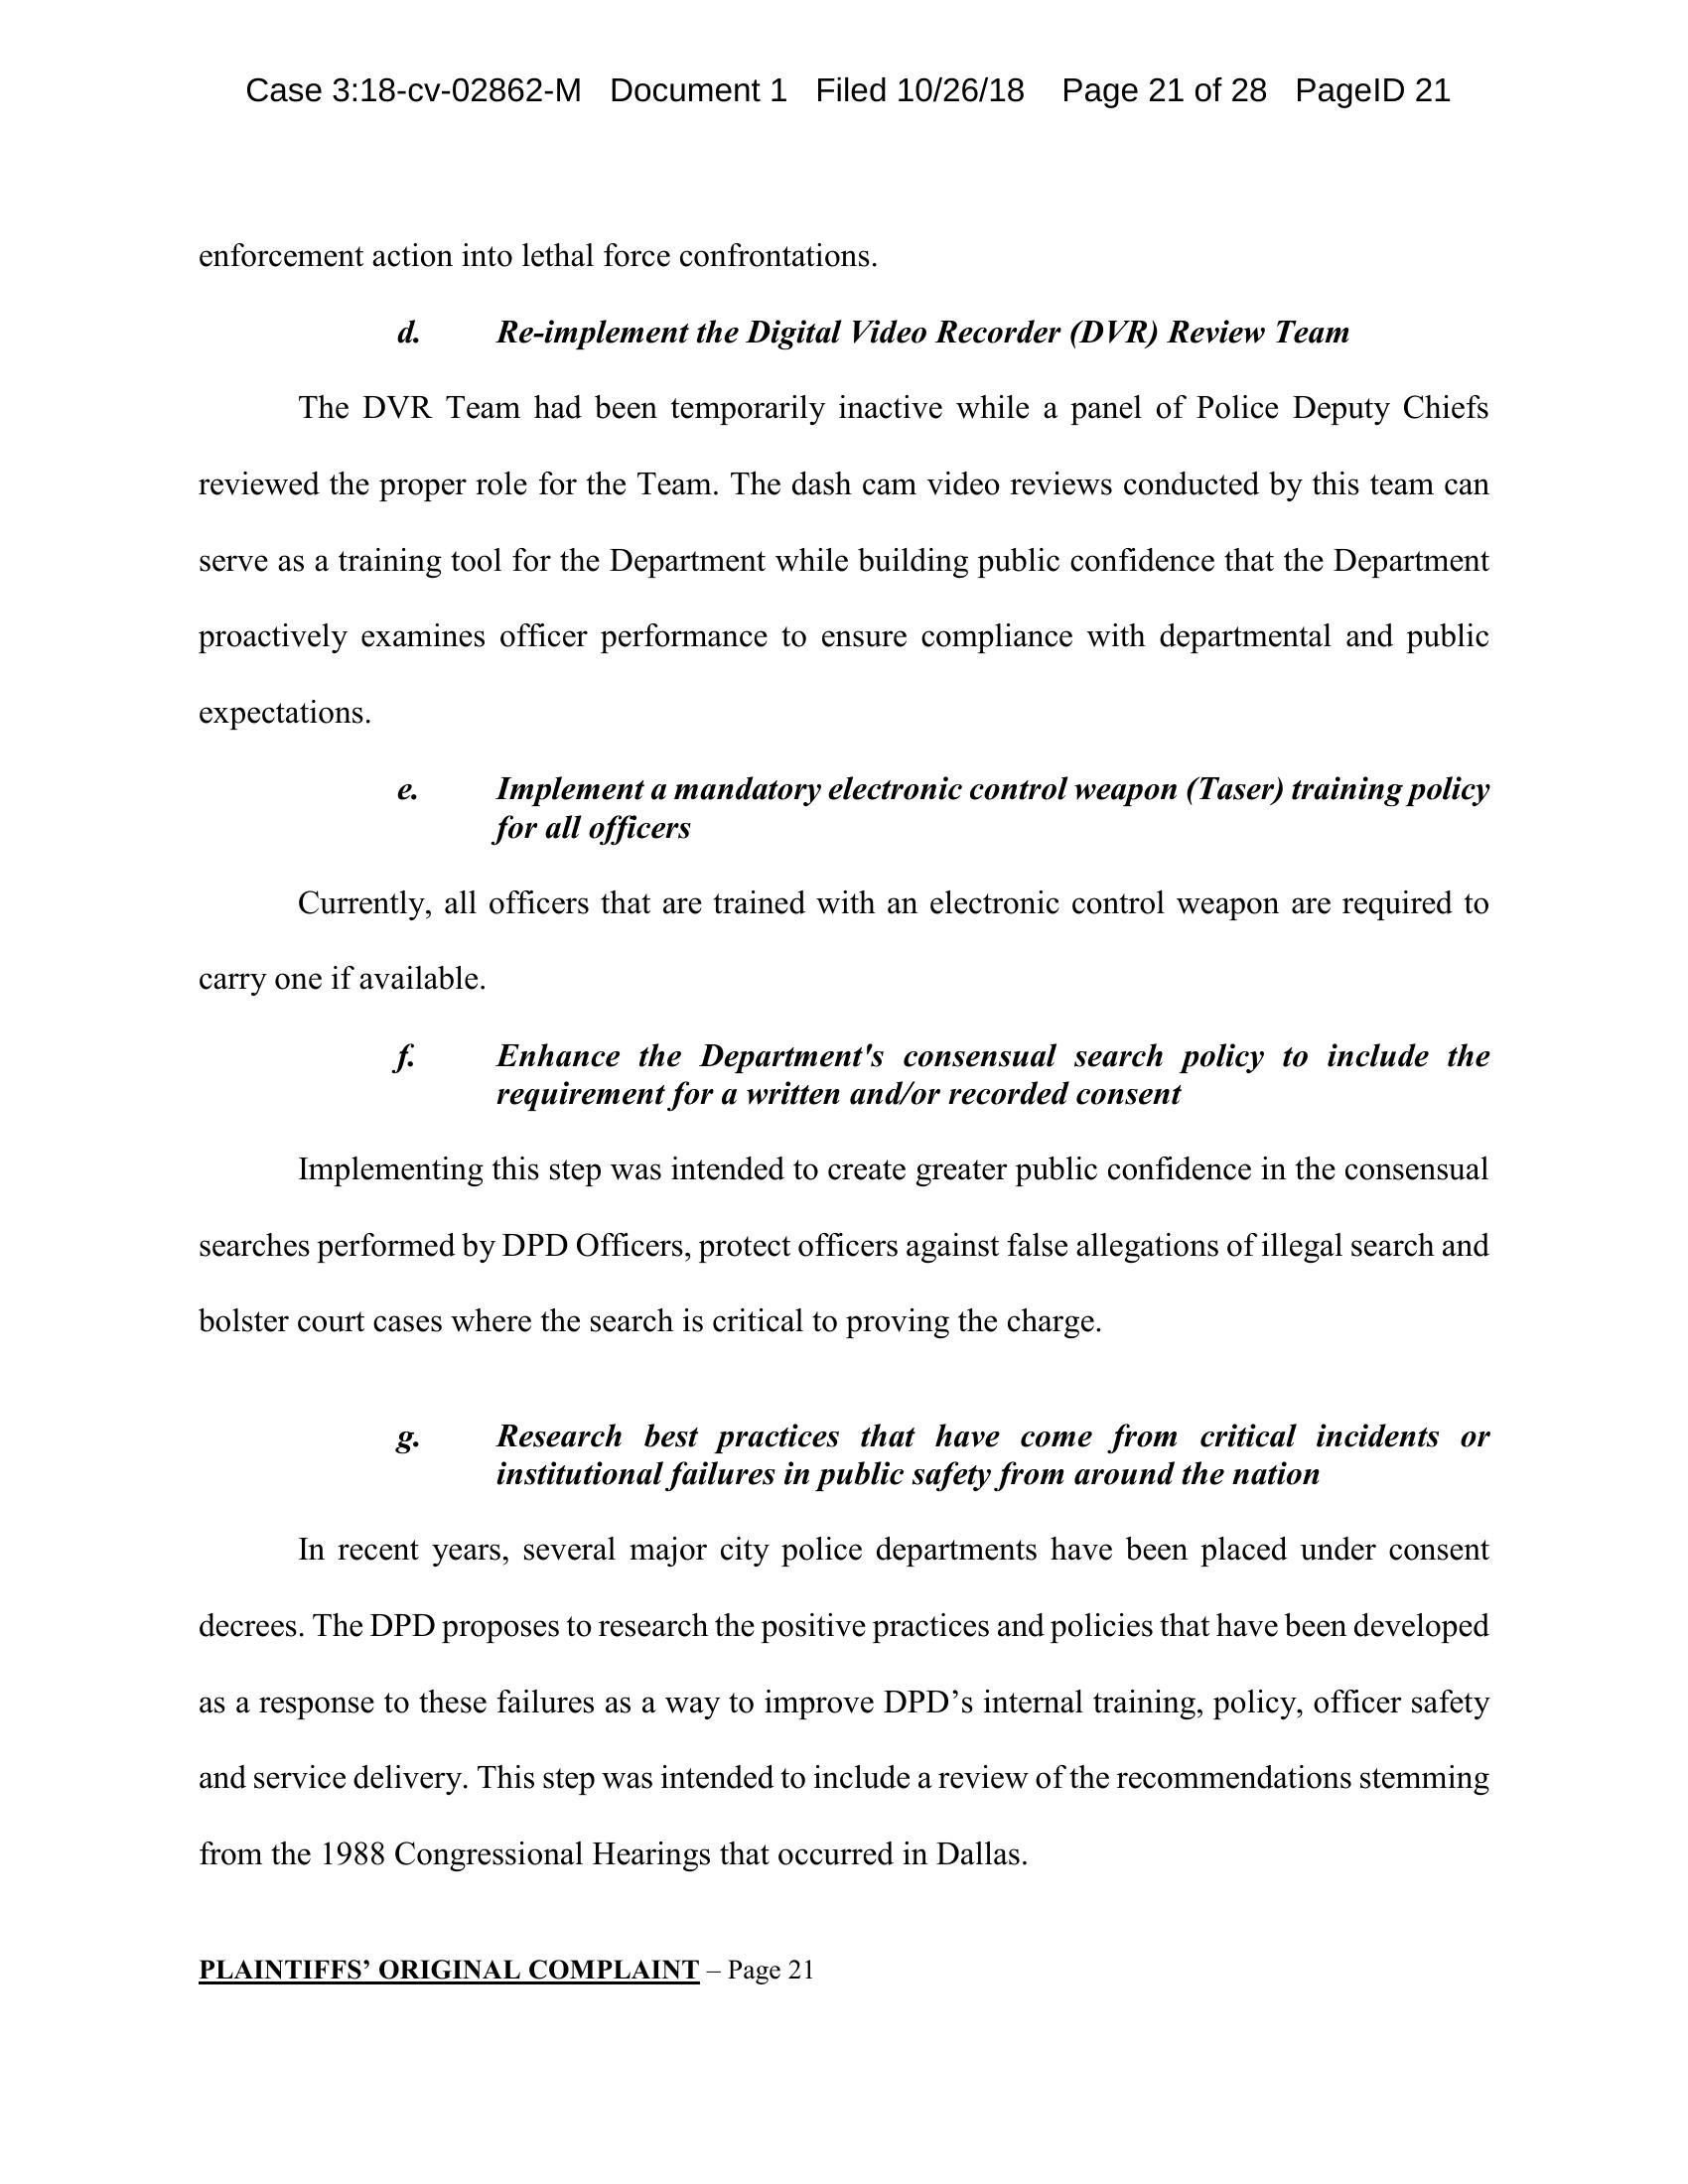 Case 3:18-cv-02862-M Document 1 Filed 10/26/18 Page 21 of 28 PageID 21
enforcement action into lethal force confrontations.
d. Re-implement the Digital Video Recorder (DVR) Review Team
The DVR Team had been temporarily inactive while a panel of Police Deputy Chiefs
reviewed the proper role for the Team. The dash cam video reviews conducted by this team can
serve as a training tool for the Department while building public confidence that the Department
proactively examines officer performance to ensure compliance with departmental and public
expectations.
e. Implement a mandatory electronic control weapon (Taser) training policy
for all officers
Currently, all officers that are trained with an electronic control weapon are required to
carry one if available.
f. Enhance the Department's consensual search policy to include the
requirement for a written and/or recorded consent
Implementing this step was intended to create greater public confidence in the consensual
searches performed by DPD Officers, protect officers against false allegations of illegal search and
bolster court cases where the search is critical to proving the charge.
g. Research best practices that have come from critical incidents or
institutional failures in public safety from around the nation
In recent years, several major city police departments have been placed under consent
decrees. The DPD proposes to research the positive practices and policies that have been developed
as a response to these failures as a way to improve DPD’s internal training, policy, officer safety
and service delivery. This step was intended to include a review of the recommendations stemming
from the 1988 Congressional Hearings that occurred in Dallas.
PLAINTIFFS’ ORIGINAL COMPLAINT – Page 21